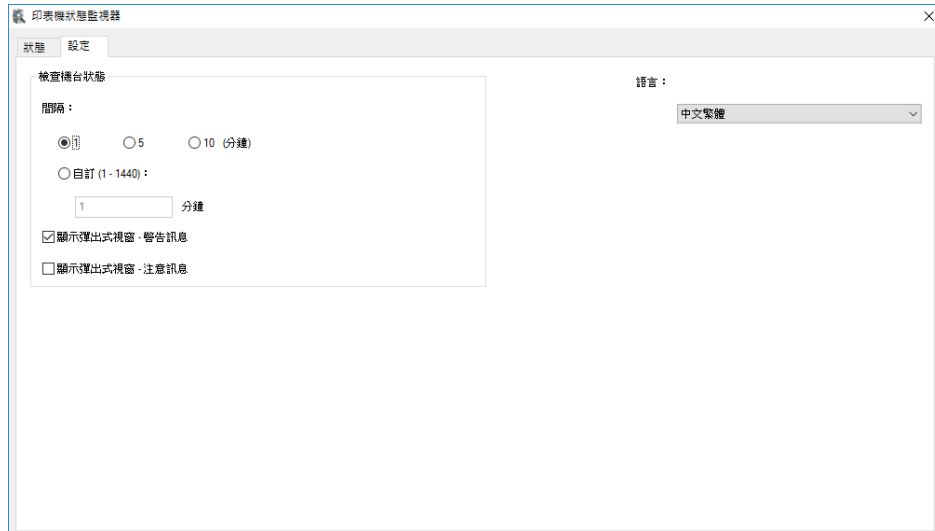 印表機狀態監視器
狀態 設定
檢查機台狀態
語言：
間隔：
中文繁體
1 5 10 (分鐘)
自訂 (1 - 1440)：
1 分鐘
顯示彈出式視窗 - 警告訊息
顯示彈出式視窗 - 注意訊息